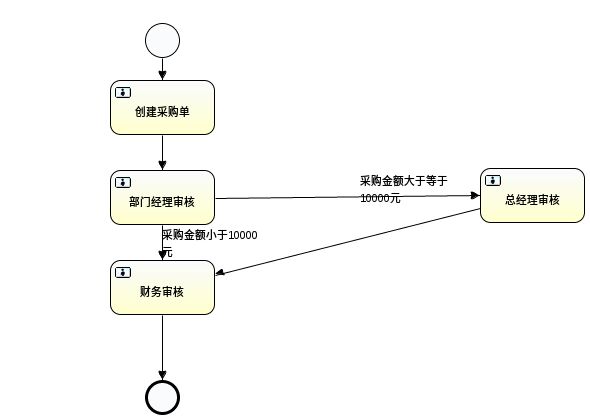 创建采购单
部门经理审核
采购金额大于等于
10000元
总经理审核
采购金额小于10000
元
财务审核